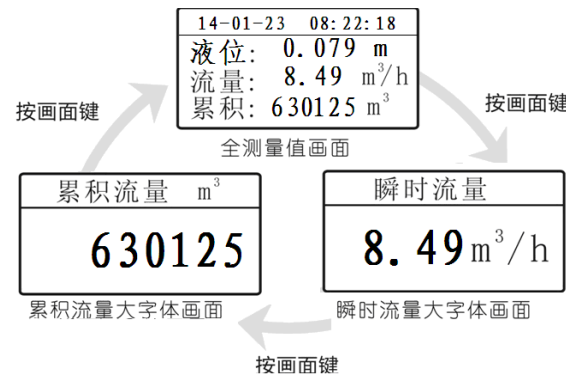 14-01-23 08:22:18
液位: 0.079 m
流量: 8.49 m³/h
累积: 630125 m³
全测量值画面
按画面键
按画面键
累积流量 m³
630125
累积流量大字体画面
瞬时流量
8.49m³/h
瞬时流量大字体画面
按画面键